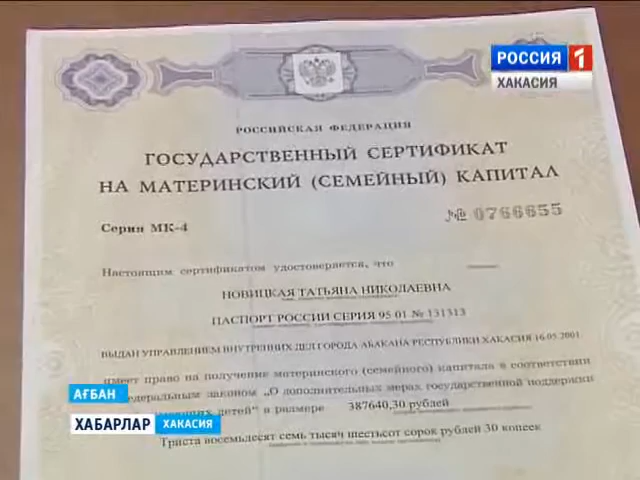 РОССИЯ 1
ХАКАСИЯ
РОССИЙСКАЯ ФЕДЕРАЦИЯ
ГОСУДАРСТВЕННЫЙ СЕРТИФИКАТ
НА МАТЕРИНСКИЙ (СЕМЕЙНЫЙ) КАПИТАЛ
№ 0766655
Серия МК-4
Настоящим сертификатом удостоверяется, что
НОВИЦКАЯ ТАТЬЯНА НИКОЛАЕВНА
ПАСПОРТ РОССИИ СЕРИЯ 95 01 № 131313
ВЫДАН УПРАВЛЕНИЕМ ВНУТРЕННИХ ДЕЛ ГОРОДА АБАКАНА РЕСПУБЛИКИ ХАКАСИЯ 16.05.2001
имеет право на получение материнского (семейного) капитала в соответствии
федеральным законом „О дополнительных мерах государственной поддержки
детей" в размере 387640,30 рублей
Триста восемьдесят семь тысяч шестьсот сорок рублей 30 копеек
АҒБАН
ХАБАРЛАР ХАКАСИЯ